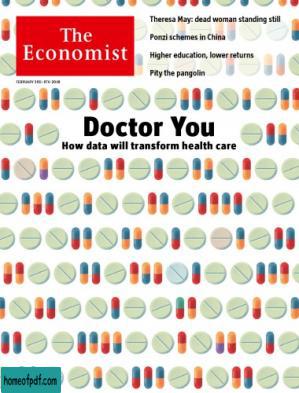 The
Economist
FEBRUARY 3RD–9TH 2018
Theresa May: dead woman standing still
Ponzi schemes in China
Higher education, lower returns
Pity the pangolin
Doctor You
How data will transform health care
homeofpdf.com